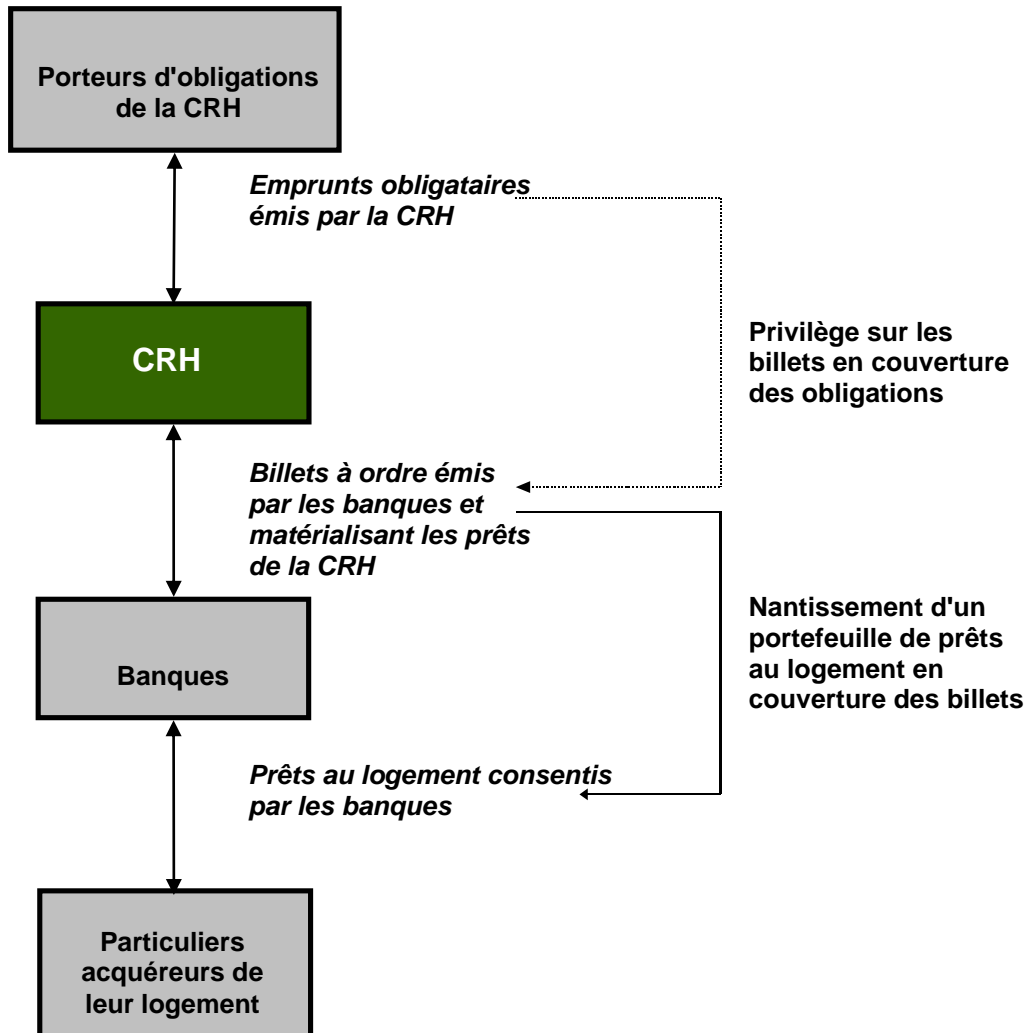 Porteurs d'obligations
de la CRH
Emprunts obligataires
émis par la CRH
CRH
Privilège sur les
billets en couverture
des obligations
Billets à ordre émis
par les banques et
matérialisant les prêts
de la CRH
Banques
Nantissement d'un
portefeuille de prêts
au logement en
couverture des billets
Prêts au logement consentis
par les banques
Particuliers
acquéreurs de
leur logement